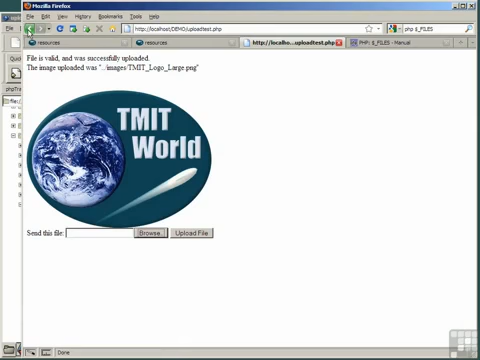 Mozilla Firefox
File Edit View History Bookmarks Tools Help
http://localhost/DEMO/uploadtest.php
php $_FILES
resources
resources
http://localho...uploadtest.php
PHP: $_FILES - Manual
File is valid, and was successfully uploaded.
The image uploaded was "../images/TMIT_Logo_Large.png"
TMIT
World
Send this file:
Browse...
Upload File
Done